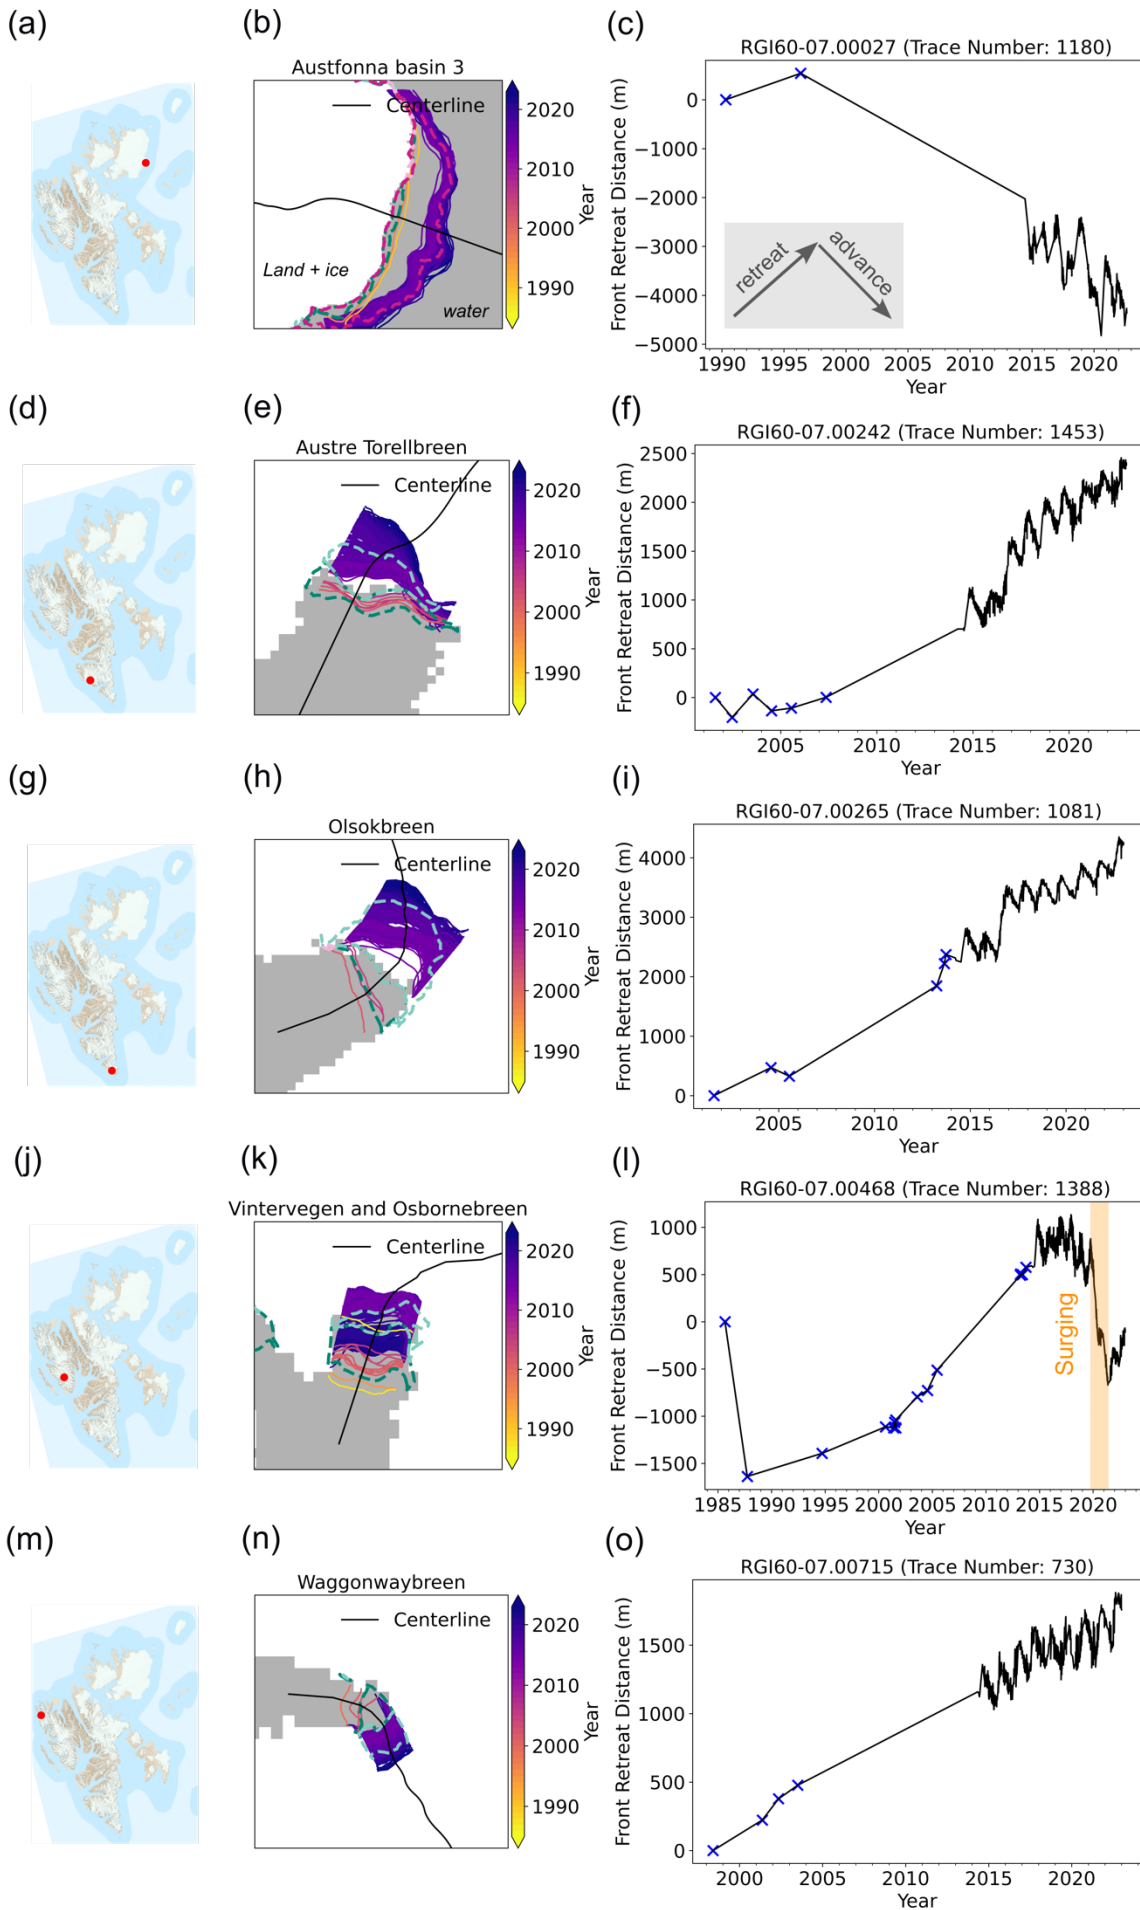 (a)
(b)
(c)
Austfonna basin 3
Centerline
Land + ice
water
2020
2010
2000
1990
Year
RGI60-07.00027 (Trace Number: 1180)
Front Retreat Distance (m)
0
−1000
−2000
−3000
−4000
−5000
retreat
advance
1990 1995 2000 2005 2010 2015 2020
Year
(d)
(e)
(f)
Austre Torellbreen
Centerline
2020
2010
2000
1990
Year
RGI60-07.00242 (Trace Number: 1453)
Front Retreat Distance (m)
2500
2000
1500
1000
500
0
2005 2010 2015 2020
Year
(g)
(h)
(i)
Olsokbreen
Centerline
2020
2010
2000
1990
Year
RGI60-07.00265 (Trace Number: 1081)
Front Retreat Distance (m)
4000
3000
2000
1000
0
2005 2010 2015 2020
Year
(j)
(k)
(l)
Vintervegen and Osbornebreen
Centerline
2020
2010
2000
1990
Year
RGI60-07.00468 (Trace Number: 1388)
Front Retreat Distance (m)
1000
500
0
−500
−1000
−1500
Surging
1985 1990 1995 2000 2005 2010 2015 2020
Year
(m)
(n)
(o)
Waggonwaybreen
Centerline
2020
2010
2000
1990
Year
RGI60-07.00715 (Trace Number: 730)
Front Retreat Distance (m)
1500
1000
500
0
2000 2005 2010 2015 2020
Year